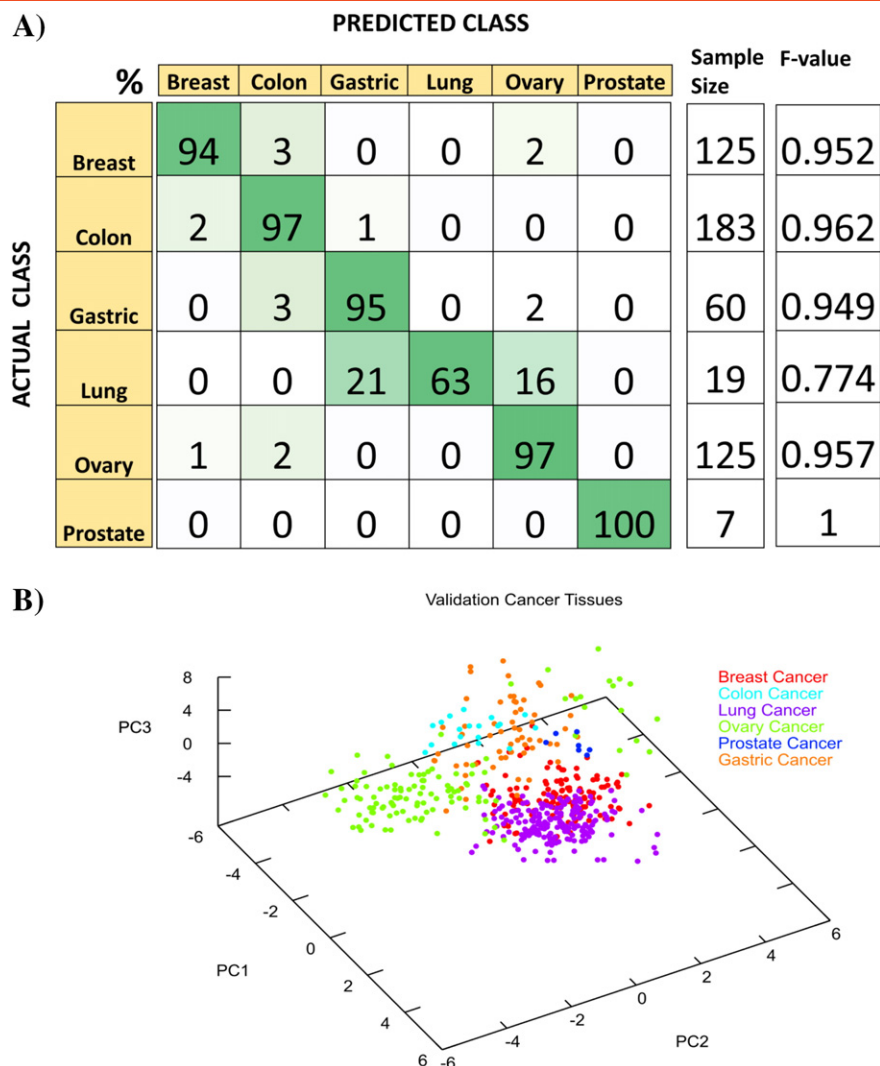 A)
PREDICTED CLASS
% Breast Colon Gastric Lung Ovary Prostate Sample Size F-value
ACTUAL CLASS
Breast 94 3 0 0 2 0 125 0.952
Colon 2 97 1 0 0 0 183 0.962
Gastric 0 3 95 0 2 0 60 0.949
Lung 0 0 21 63 16 0 19 0.774
Ovary 1 2 0 0 97 0 125 0.957
Prostate 0 0 0 0 0 100 7 1
B)
Validation Cancer Tissues
Breast Cancer
Colon Cancer
Lung Cancer
Ovary Cancer
Prostate Cancer
Gastric Cancer
PC3
8
4
0
-4
-6
-4
-2
0
2
4
6
PC1
-6
-4
-2
0
2
4
6
PC2